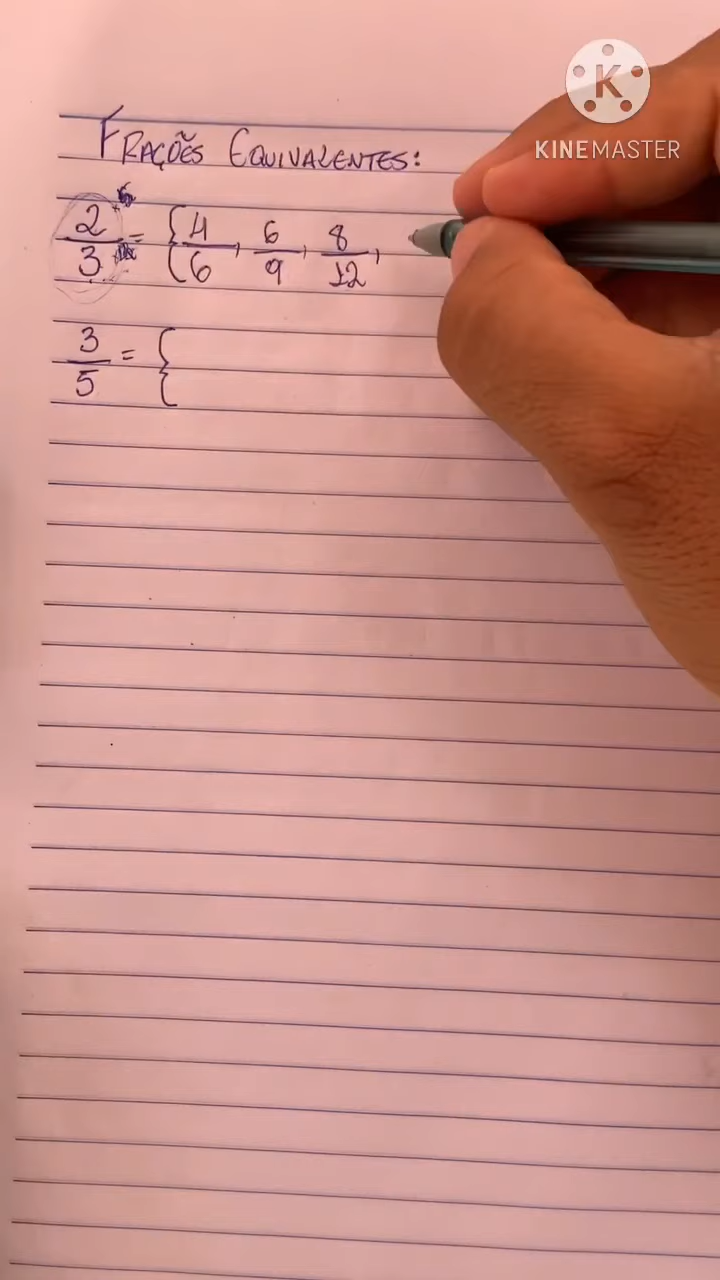 K
KINEMASTER
FRAÇÕES EQUIVALENTES:
2/3 = { 4/6, 6/9, 8/12,
3/5 = {